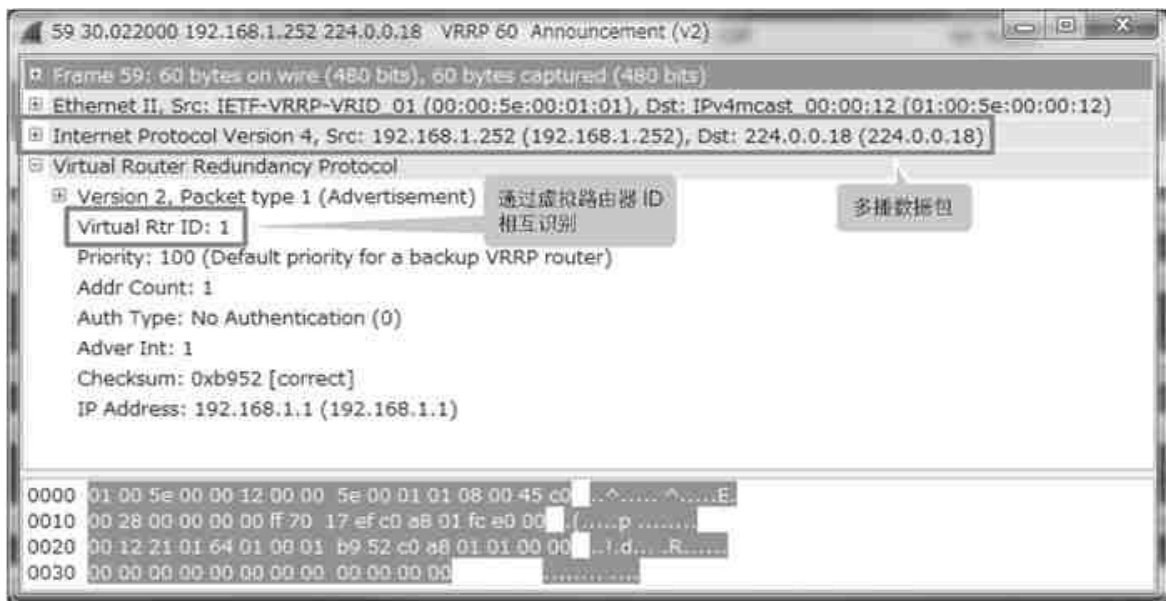 59 30.022000 192.168.1.252 224.0.0.18 VRRP 60 Announcement (v2)
Frame 59: 60 bytes on wire (480 bits), 60 bytes captured (480 bits)
Ethernet II, Src: IETF-VRRP-VRID_01 (00:00:5e:00:01:01), Dst: IPv4mcast_00:00:12 (01:00:5e:00:00:12)
Internet Protocol Version 4, Src: 192.168.1.252 (192.168.1.252), Dst: 224.0.0.18 (224.0.0.18)
Virtual Router Redundancy Protocol
Version 2, Packet type 1 (Advertisement)
通过虚拟路由器 ID
相互识别
多播数据包
Virtual Rtr ID: 1
Priority: 100 (Default priority for a backup VRRP router)
Addr Count: 1
Auth Type: No Authentication (0)
Adver Int: 1
Checksum: 0xb952 [correct]
IP Address: 192.168.1.1 (192.168.1.1)
0000 01 00 5e 00 00 12 00 00 5e 00 01 01 08 00 45 c0 ..^..... ^.....E.
0010 00 28 00 00 00 00 ff 70 17 ef c0 a8 01 fc e0 00 .(.....p ........
0020 00 12 21 01 64 01 00 01 b9 52 c0 a8 01 01 00 00 ..!.d... .R......
0030 00 00 00 00 00 00 00 00 00 00 00 00 ........ ....